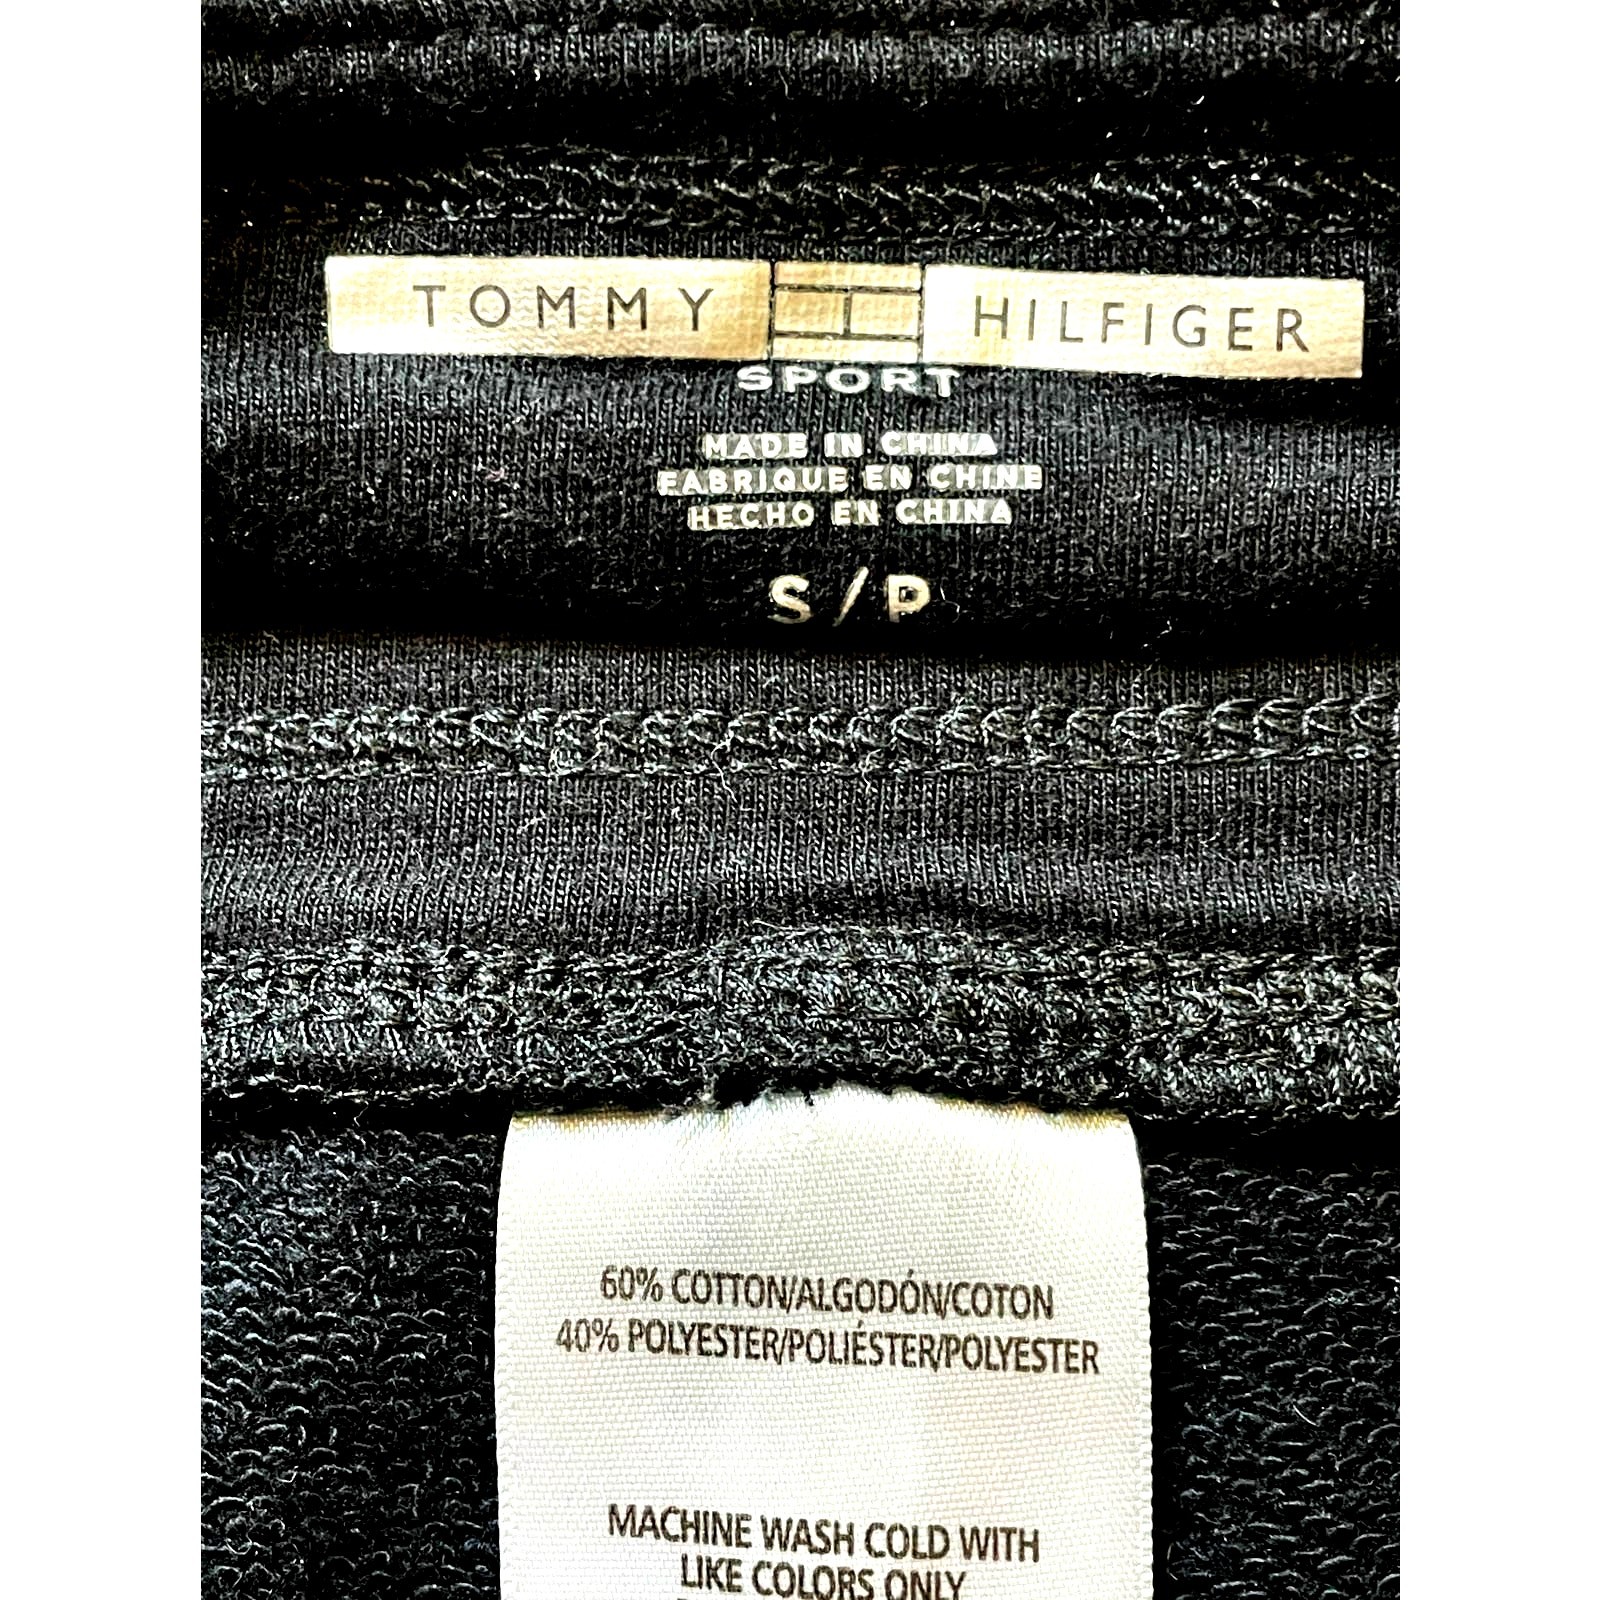 TOMMY HILFIGER
SPORT
MADE IN CHINA
FABRIQUE EN CHINE
HECHO EN CHINA
S/P
60% COTTON/ALGODÓN/COTON
40% POLYESTER/POLIÉSTER/POLYESTER
MACHINE WASH COLD WITH
LIKE COLORS ONLY